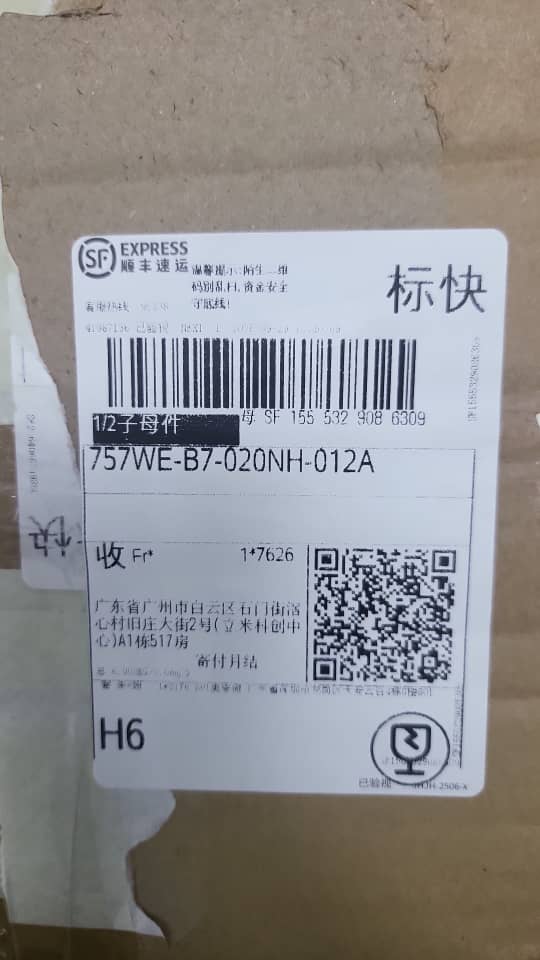 SF EXPRESS
顺丰速运
温馨提示:陌生二维
码别乱扫,资金安全
守底线!
标快
1/2子母件
母 SF 155 532 908 6309
757WE-B7-020NH-012A
收 Fr* 1*7626
广东省广州市白云区石门街滘
心村旧庄大街2号(立米科创中
心)A1栋517房
寄付月结
H6
已验视
快